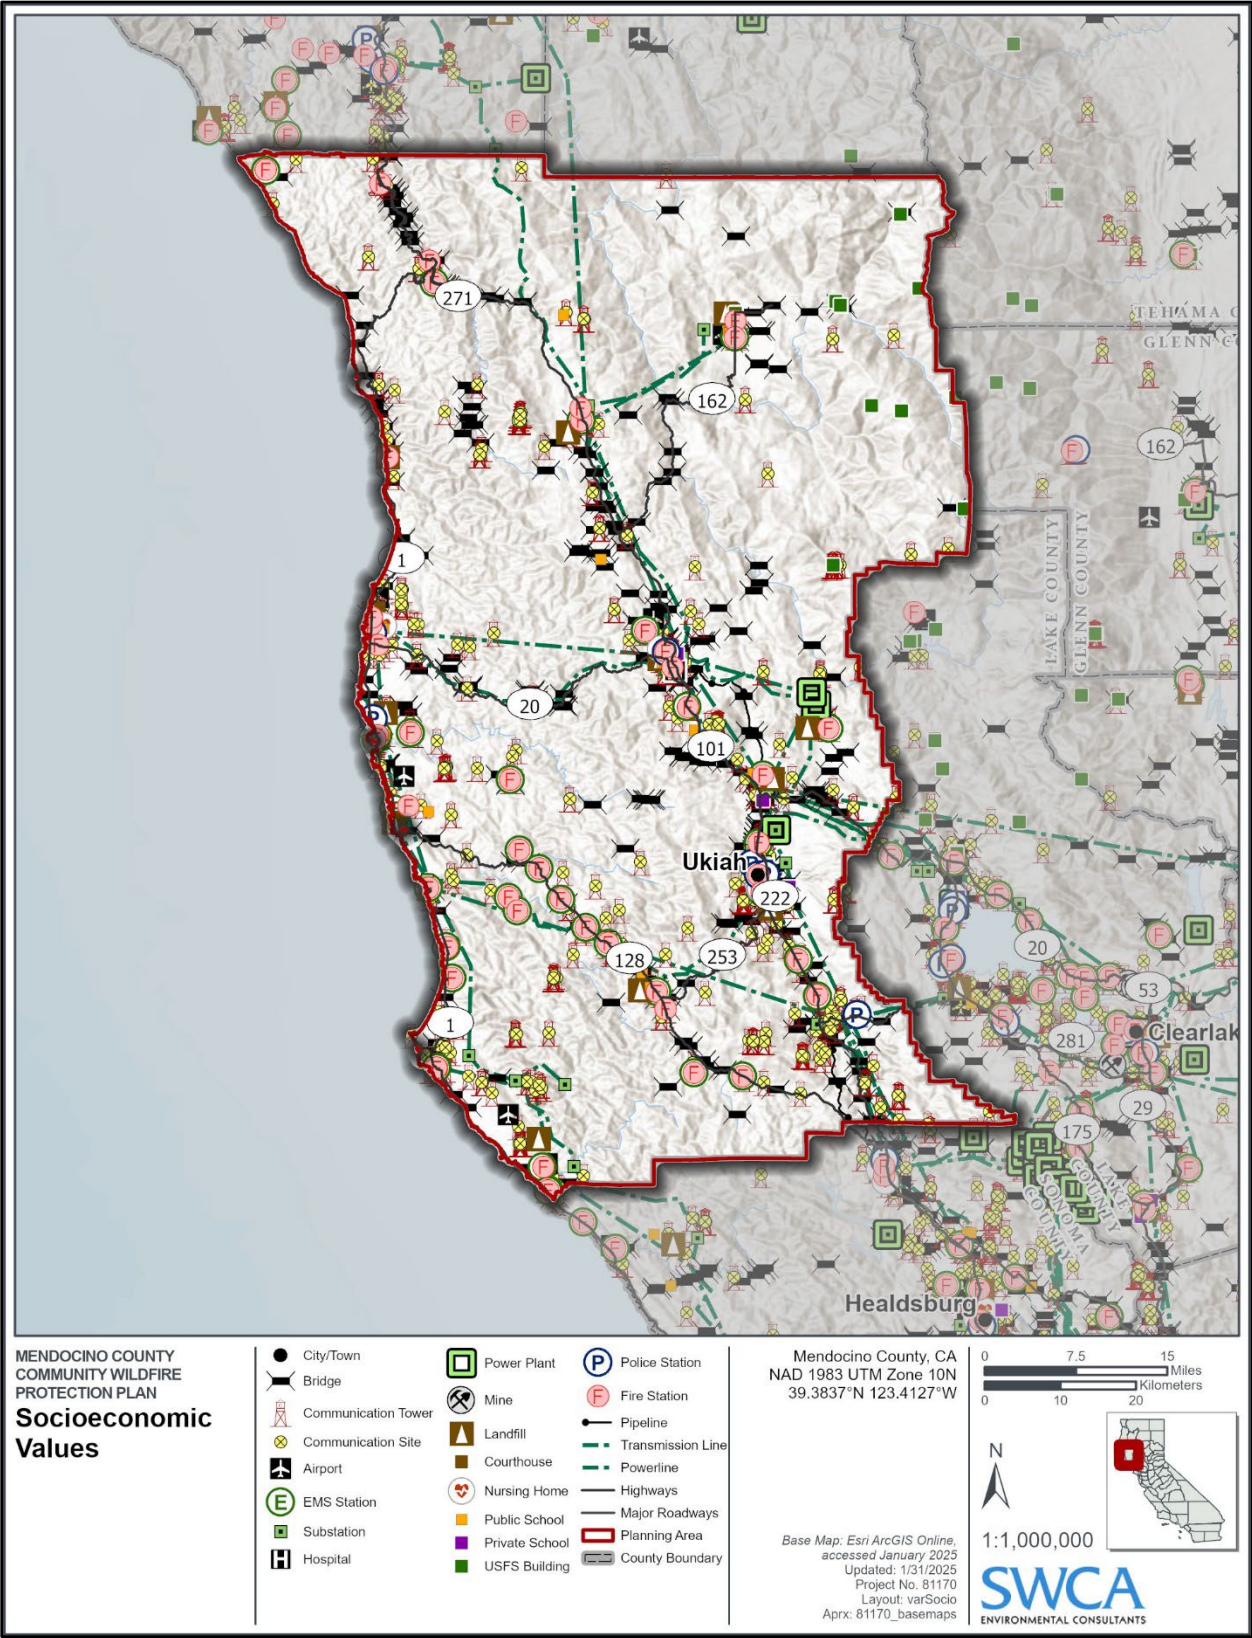 271
162
1
20
101
Ukiah
222
128
253
1
TEHAMA C
GLENN C
162
LAKE COUNTY
GLENN COUNTY
20
53
281
Clearlak
29
175
LAKE
COUNTY
SONOMA
COUNTY
Healdsburg
MENDOCINO COUNTY
COMMUNITY WILDFIRE
PROTECTION PLAN
Socioeconomic
Values
City/Town
Bridge
Communication Tower
Communication Site
Airport
E EMS Station
Substation
H Hospital
Power Plant
Mine
Landfill
Courthouse
Nursing Home
Public School
Private School
USFS Building
P Police Station
F Fire Station
Pipeline
Transmission Line
Powerline
Highways
Major Roadways
Planning Area
County Boundary
Mendocino County, CA
NAD 1983 UTM Zone 10N
39.3837°N 123.4127°W
Base Map: Esri ArcGIS Online,
accessed January 2025
Updated: 1/31/2025
Project No. 81170
Layout: varSocio
Aprx: 81170_basemaps
0 7.5 15
Miles
Kilometers
0 10 20
N
1:1,000,000
SWCA
ENVIRONMENTAL CONSULTANTS